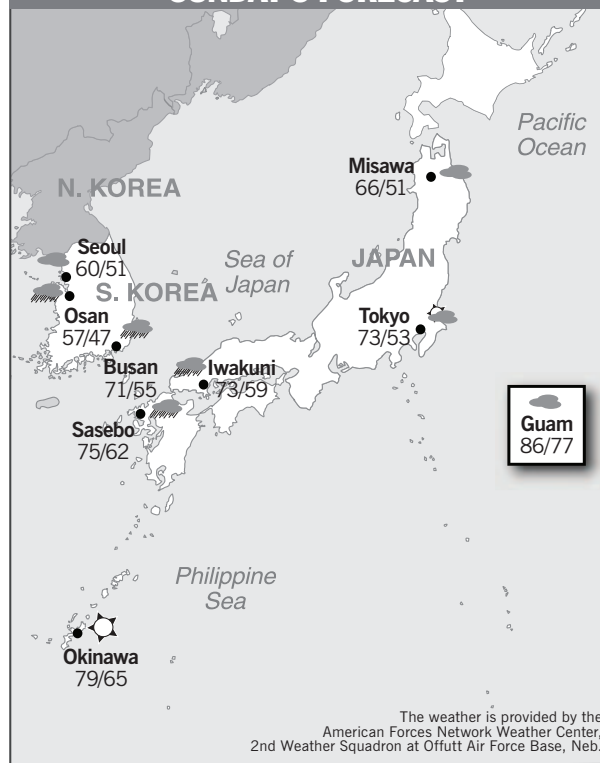 Pacific
Ocean
Misawa
66/51
N. KOREA
Seoul
60/51
Sea of
Japan
JAPAN
S. KOREA
Osan
57/47
Tokyo
73/53
Busan
71/55
Iwakuni
73/59
Guam
86/77
Sasebo
75/62
Philippine
Sea
Okinawa
79/65
The weather is provided by the
American Forces Network Weather Center,
2nd Weather Squadron at Offutt Air Force Base, Neb.